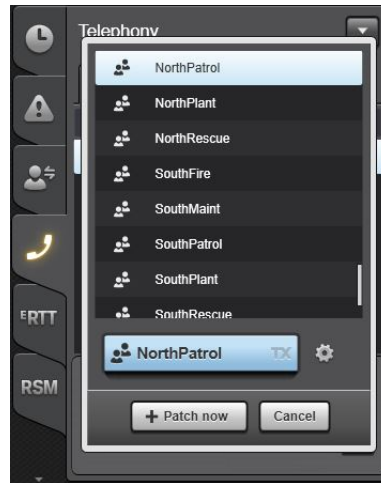 Telephony
NorthPatrol
NorthPlant
NorthRescue
SouthFire
SouthMaint
SouthPatrol
SouthPlant
SouthRescue
NorthPatrol TX
ERTT
RSM
+ Patch now Cancel